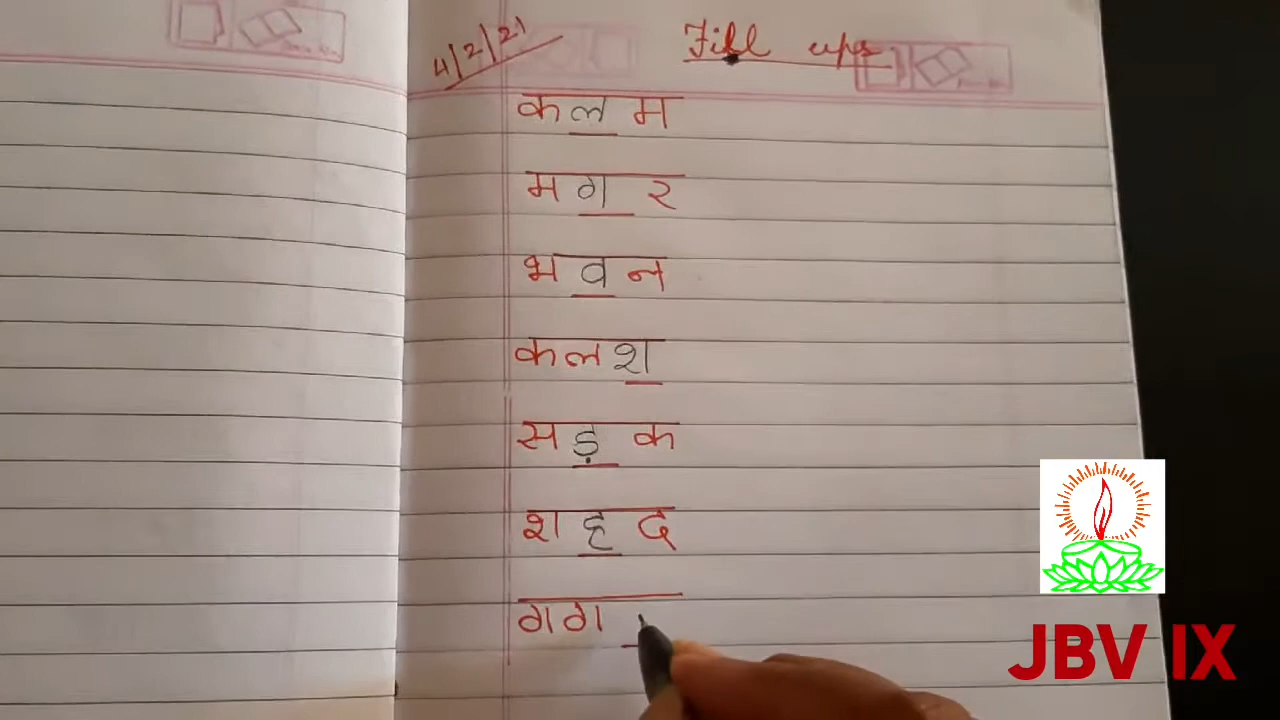 4/2/21
Fill ups
कलम
मगर
भवन
कलश
सड़क
शहद
गग
JBV IX